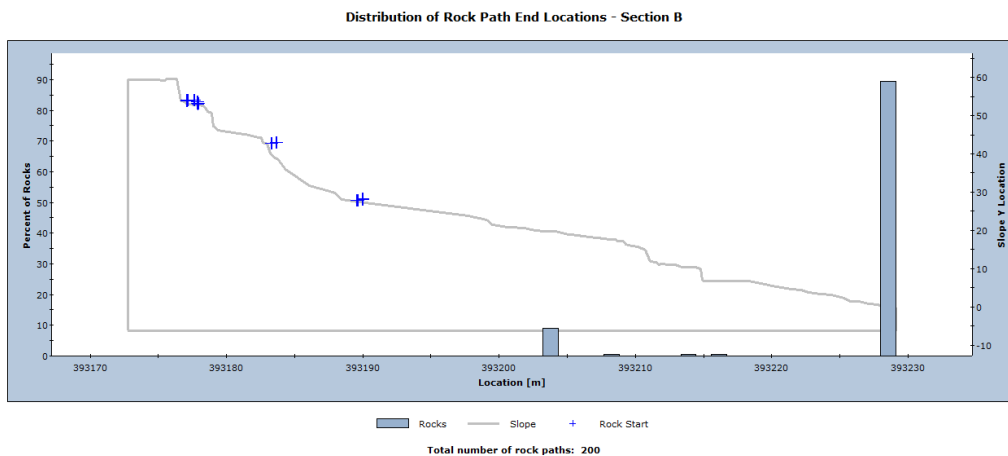 Distribution of Rock Path End Locations - Section B
Percent of Rocks
90
80
70
60
50
40
30
20
10
0
60
50
40
30
20
10
0
-10
Slope Y Location
393170 393180 393190 393200 393210 393220 393230
Location [m]
Rocks Slope Rock Start
Total number of rock paths: 200